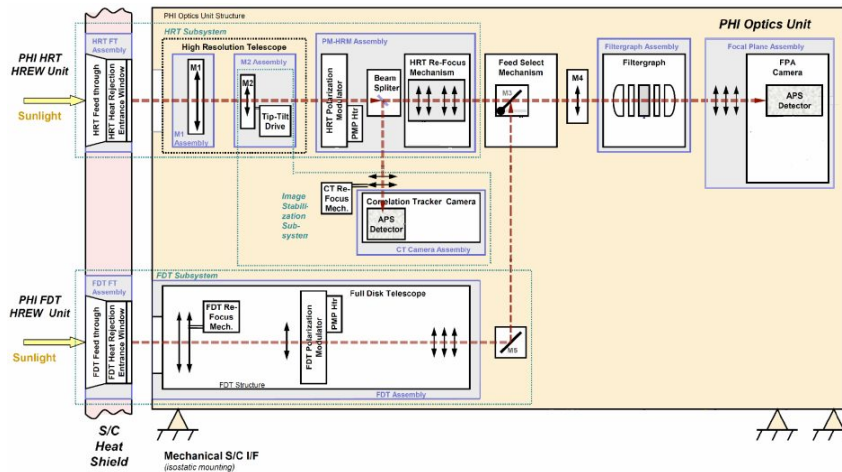 PHI Optics Unit Structure
PHI Optics Unit
HRT Subsystem
PHI HRT
HREW Unit
Sunlight
HRT FT
Assembly
HRT Feed through
HRT Heat Rejection
Entrance Window
High Resolution Telescope
M1
M1
Assembly
M2 Assembly
M2
Tip-Tilt
Drive
PM-HRM Assembly
HRT Polarization
Modulator
PMP Htr
Beam
Spliter
HRT Re-Focus
Mechanism
Feed Select
Mechanism
M3
M4
Filtergraph Assembly
Filtergraph
Focal Plane Assembly
FPA
Camera
APS
Detector
Image
Stabili-
zation
Sub-
system
CT Re-
Focus
Mech.
Correlation Tracker Camera
APS
Detector
CT Camera Assembly
FDT Subsystem
PHI FDT
HREW Unit
Sunlight
FDT FT
Assembly
FDT Feed through
FDT Heat Rejection
Entrance Window
Full Disk Telescope
FDT Re-
Focus
Mech.
FDT Polarization
Modulator
PMP Htr
M5
FDT Structure
FDT Assembly
S/C
Heat
Shield
Mechanical S/C I/F
(isostatic mounting)